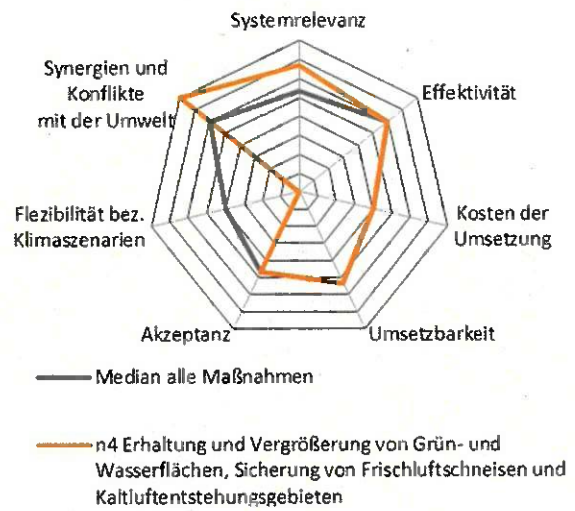 Systemrelevanz
Synergien und
Konflikte
mit der Umwelt
Effektivität
Flezibilität bez.
Klimaszenarien
Kosten der
Umsetzung
Akzeptanz
Umsetzbarkeit
Median alle Maßnahmen
n4 Erhaltung und Vergrößerung von Grün- und
Wasserflächen, Sicherung von Frischluftschneisen und
Kaltluftentstehungsgebieten